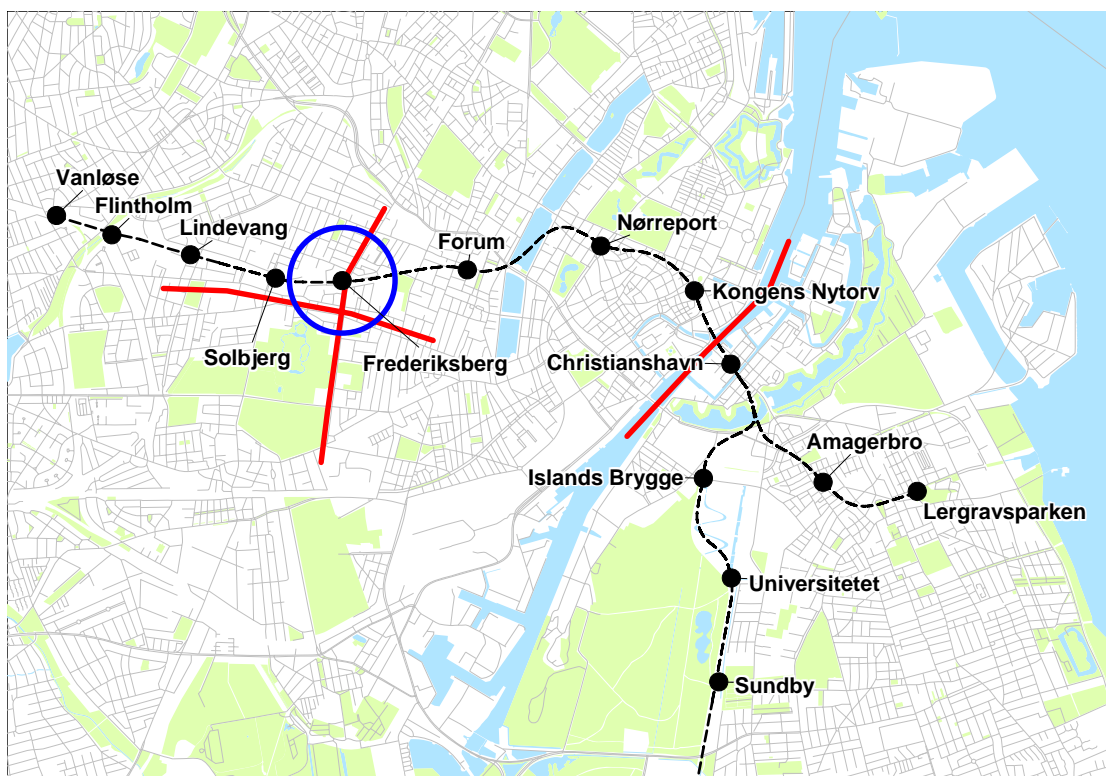 Vanløse
Flintholm
Lindevang
Forum
Nørreport
Kongens Nytorv
Solbjerg
Frederiksberg
Christianshavn
Amagerbro
Islands Brygge
Lergravsparken
Universitetet
Sundby